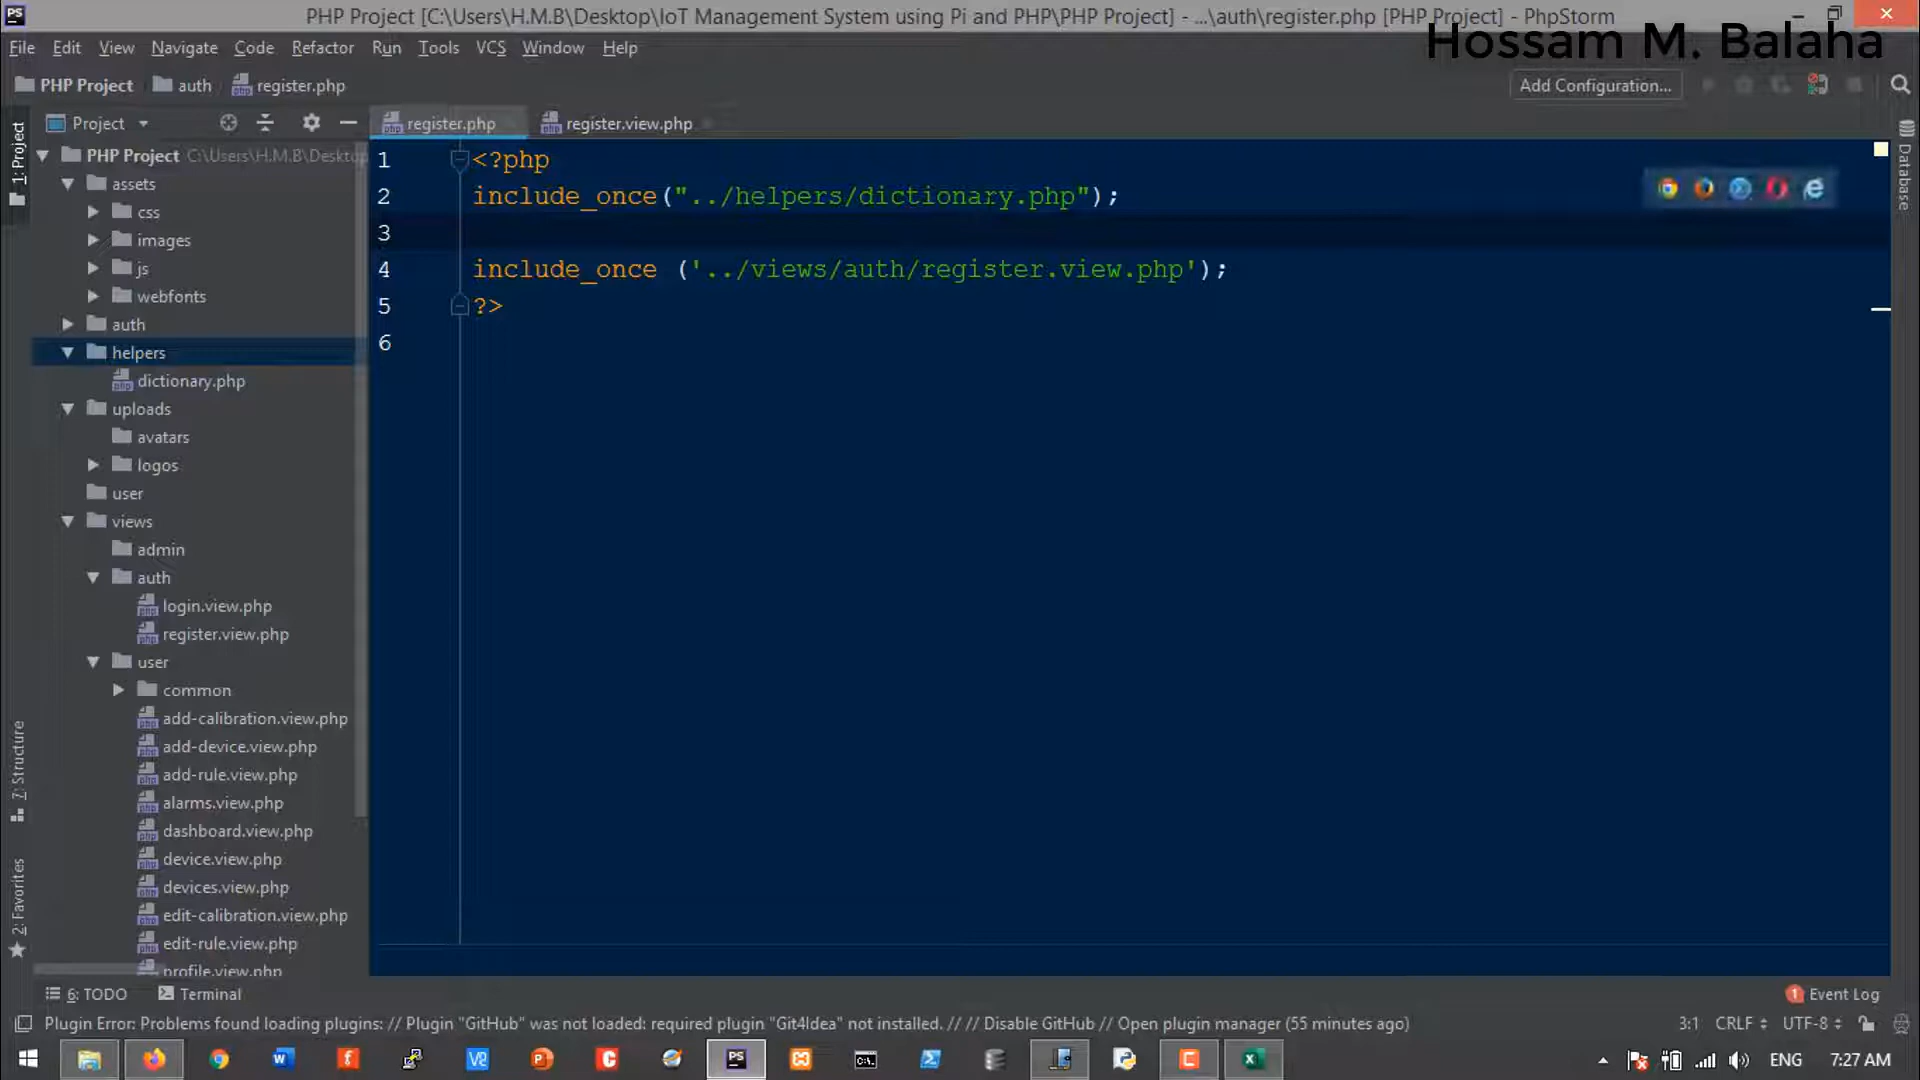 PHP Project [C:\Users\H.M.B\Desktop\IoT Management System using Pi and PHP\PHP Project] - ...\auth\register.php [PHP Project] - PhpStorm
Hossam M. Balaha
File Edit View Navigate Code Refactor Run Tools VCS Window Help
PHP Project auth register.php
Add Configuration...
Project
register.php
register.view.php
1: Project
Database
PHP Project C:\Users\H.M.B\Desktop
assets
css
images
js
webfonts
auth
helpers
dictionary.php
uploads
avatars
logos
user
views
admin
auth
login.view.php
register.view.php
user
common
add-calibration.view.php
add-device.view.php
add-rule.view.php
alarms.view.php
dashboard.view.php
device.view.php
devices.view.php
edit-calibration.view.php
edit-rule.view.php
profile.view.php
1 <?php
2 include_once("../helpers/dictionary.php");
3
4 include_once ('../views/auth/register.view.php');
5 ?>
6
7: Structure
2: Favorites
6: TODO
Terminal
1 Event Log
Plugin Error: Problems found loading plugins: // Plugin "GitHub" was not loaded: required plugin "Git4Idea" not installed. // // Disable GitHub // Open plugin manager (55 minutes ago)
3:1 CRLF UTF-8
ENG 7:27 AM